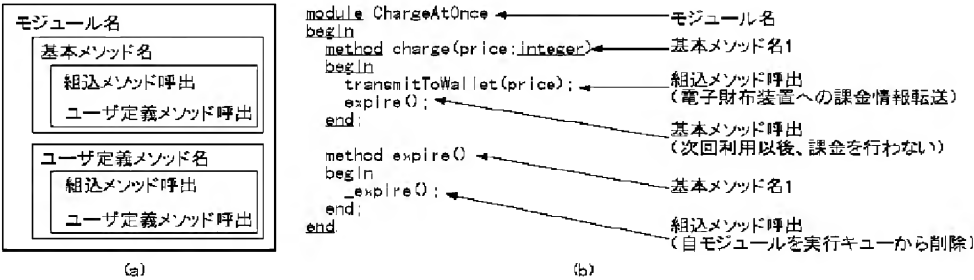 モジュール名
基本メソッド名
組込メソッド呼出
ユーザ定義メソッド呼出
ユーザ定義メソッド名
組込メソッド呼出
ユーザ定義メソッド呼出
(a)
module ChargeAtOnce
begin
method charge(price:integer)
begin
transmitToWallet(price);
expire();
end;
method expire()
begin
_expire();
end;
end
モジュール名
基本メソッド名1
組込メソッド呼出
(電子財布装置への課金情報転送)
基本メソッド呼出
(次回利用以後、課金を行わない)
基本メソッド名1
組込メソッド呼出
(自モジュールを実行キューから削除)
(b)